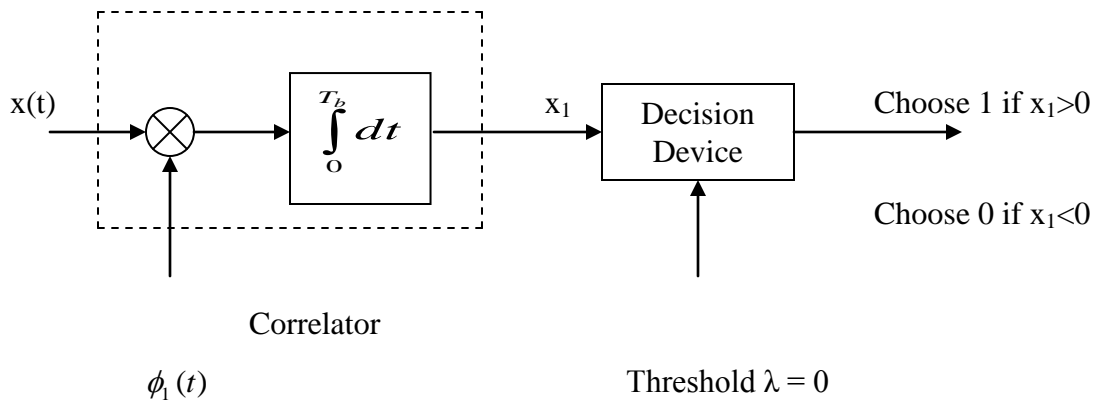 x(t)
∫₀^{T_b} dt
x₁
Decision
Device
Choose 1 if x₁>0
Choose 0 if x₁<0
Correlator
ϕ₁(t)
Threshold λ = 0